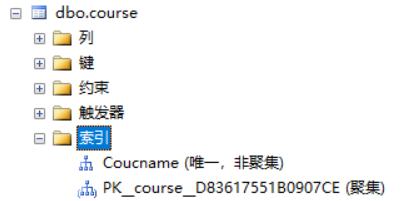 dbo.course
列
键
约束
触发器
索引
Coucname (唯一，非聚集)
PK__course__D83617551B0907CE (聚集)